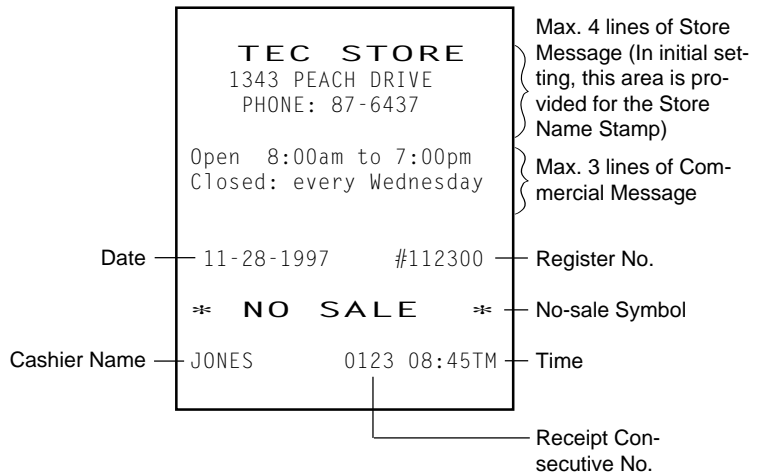 TEC STORE
1343 PEACH DRIVE
PHONE: 87-6437
Open 8:00am to 7:00pm
Closed: every Wednesday
11-28-1997 #112300
* NO SALE *
JONES 0123 08:45TM
Max. 4 lines of Store
Message (In initial set-
ting, this area is pro-
vided for the Store
Name Stamp)
Max. 3 lines of Com-
mercial Message
Date
Register No.
No-sale Symbol
Cashier Name
Time
Receipt Con-
secutive No.